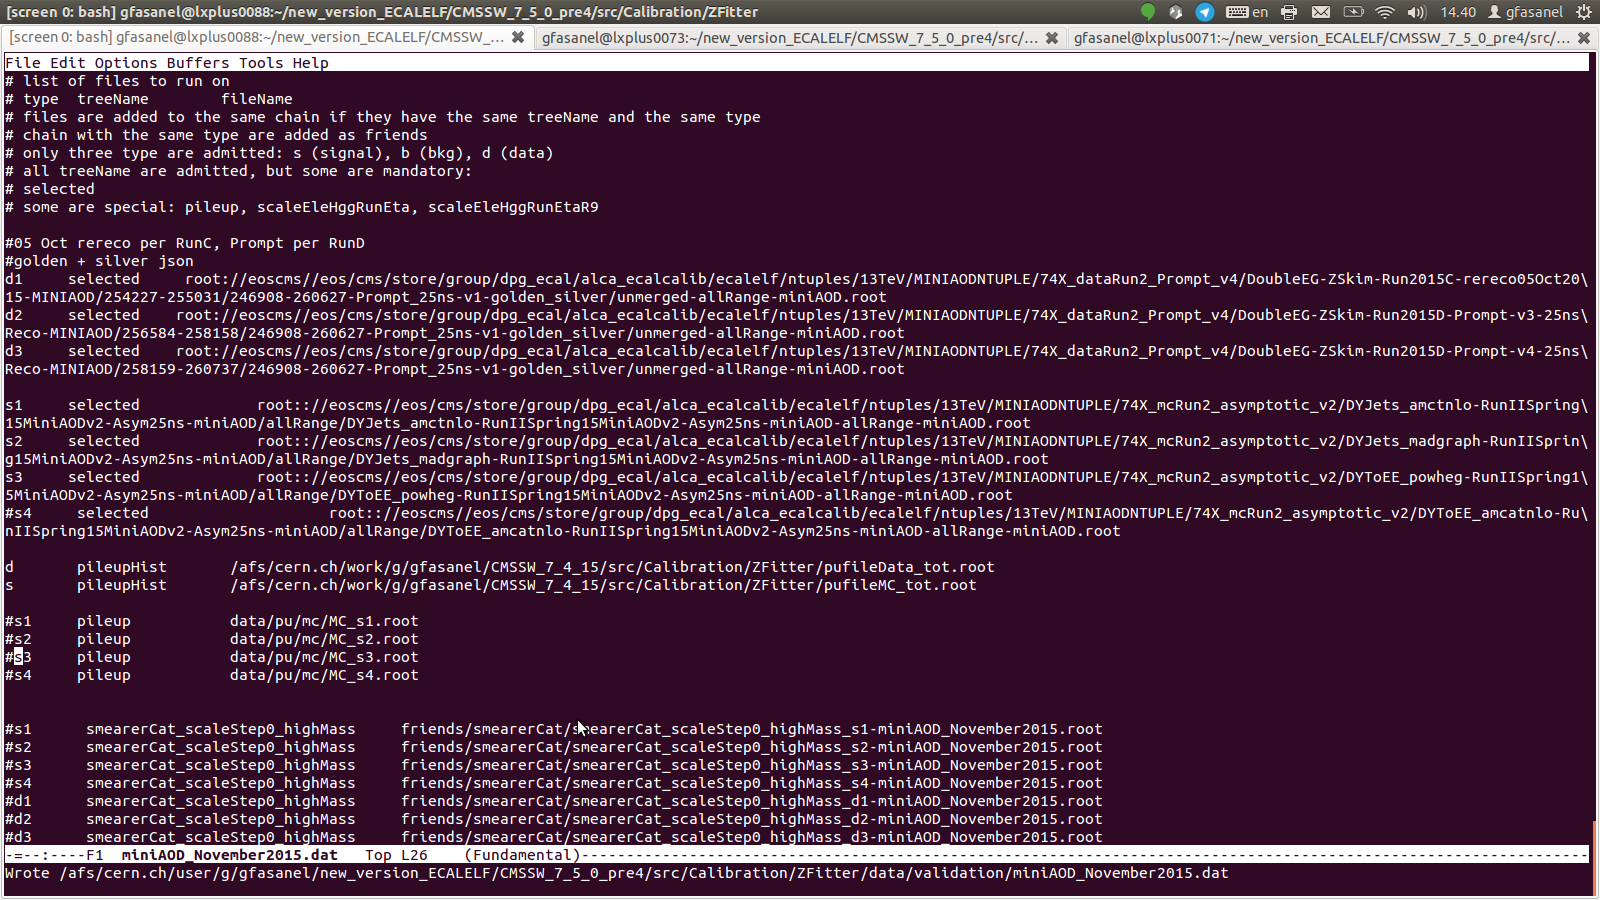 [screen 0: bash] gfasanel@lxplus0088:~/new_version_ECALELF/CMSSW_7_5_0_pre4/src/Calibration/ZFitter en 14.40 gfasanel
[screen 0: bash] gfasanel@lxplus0088:~/new_version_ECALELF/CMSSW_... gfasanel@lxplus0073:~/new_version_ECALELF/CMSSW_7_5_0_pre4/src/... gfasanel@lxplus0071:~/new_version_ECALELF/CMSSW_7_5_0_pre4/src/...
File Edit Options Buffers Tools Help
# list of files to run on
# type  treeName        fileName
# files are added to the same chain if they have the same treeName and the same type
# chain with the same type are added as friends
# only three type are admitted: s (signal), b (bkg), d (data)
# all treeName are admitted, but some are mandatory:
# selected
# some are special: pileup, scaleEleHggRunEta, scaleEleHggRunEtaR9
#05 Oct rereco per RunC, Prompt per RunD
#golden + silver json
d1     selected     root://eoscms//eos/cms/store/group/dpg_ecal/alca_ecalcalib/ecalelf/ntuples/13TeV/MINIAODNTUPLE/74X_dataRun2_Prompt_v4/DoubleEG-ZSkim-Run2015C-rereco05Oct20\
15-MINIAOD/254227-255031/246908-260627-Prompt_25ns-v1-golden_silver/unmerged-allRange-miniAOD.root
d2     selected    root://eoscms//eos/cms/store/group/dpg_ecal/alca_ecalcalib/ecalelf/ntuples/13TeV/MINIAODNTUPLE/74X_dataRun2_Prompt_v4/DoubleEG-ZSkim-Run2015D-Prompt-v3-25ns\
Reco-MINIAOD/256584-258158/246908-260627-Prompt_25ns-v1-golden_silver/unmerged-allRange-miniAOD.root
d3     selected    root://eoscms//eos/cms/store/group/dpg_ecal/alca_ecalcalib/ecalelf/ntuples/13TeV/MINIAODNTUPLE/74X_dataRun2_Prompt_v4/DoubleEG-ZSkim-Run2015D-Prompt-v4-25ns\
Reco-MINIAOD/258159-260737/246908-260627-Prompt_25ns-v1-golden_silver/unmerged-allRange-miniAOD.root
s1     selected             root:://eoscms//eos/cms/store/group/dpg_ecal/alca_ecalcalib/ecalelf/ntuples/13TeV/MINIAODNTUPLE/74X_mcRun2_asymptotic_v2/DYJets_amctnlo-RunIISpring\
15MiniAODv2-Asym25ns-miniAOD/allRange/DYJets_amctnlo-RunIISpring15MiniAODv2-Asym25ns-miniAOD-allRange-miniAOD.root
s2     selected             root:://eoscms//eos/cms/store/group/dpg_ecal/alca_ecalcalib/ecalelf/ntuples/13TeV/MINIAODNTUPLE/74X_mcRun2_asymptotic_v2/DYJets_madgraph-RunIISprin\
g15MiniAODv2-Asym25ns-miniAOD/allRange/DYJets_madgraph-RunIISpring15MiniAODv2-Asym25ns-miniAOD-allRange-miniAOD.root
s3     selected             root:://eoscms//eos/cms/store/group/dpg_ecal/alca_ecalcalib/ecalelf/ntuples/13TeV/MINIAODNTUPLE/74X_mcRun2_asymptotic_v2/DYToEE_powheg-RunIISpring1\
5MiniAODv2-Asym25ns-miniAOD/allRange/DYToEE_powheg-RunIISpring15MiniAODv2-Asym25ns-miniAOD-allRange-miniAOD.root
#s4     selected                    root:://eoscms//eos/cms/store/group/dpg_ecal/alca_ecalcalib/ecalelf/ntuples/13TeV/MINIAODNTUPLE/74X_mcRun2_asymptotic_v2/DYToEE_amcatnlo-Ru\
nIISpring15MiniAODv2-Asym25ns-miniAOD/allRange/DYToEE_amcatnlo-RunIISpring15MiniAODv2-Asym25ns-miniAOD-allRange-miniAOD.root
d       pileupHist       /afs/cern.ch/work/g/gfasanel/CMSSW_7_4_15/src/Calibration/ZFitter/pufileData_tot.root
s       pileupHist       /afs/cern.ch/work/g/gfasanel/CMSSW_7_4_15/src/Calibration/ZFitter/pufileMC_tot.root
#s1     pileup           data/pu/mc/MC_s1.root
#s2     pileup           data/pu/mc/MC_s2.root
#s3     pileup           data/pu/mc/MC_s3.root
#s4     pileup           data/pu/mc/MC_s4.root
#s1      smearerCat_scaleStep0_highMass     friends/smearerCat/smearerCat_scaleStep0_highMass_s1-miniAOD_November2015.root
#s2      smearerCat_scaleStep0_highMass     friends/smearerCat/smearerCat_scaleStep0_highMass_s2-miniAOD_November2015.root
#s3      smearerCat_scaleStep0_highMass     friends/smearerCat/smearerCat_scaleStep0_highMass_s3-miniAOD_November2015.root
#s4      smearerCat_scaleStep0_highMass     friends/smearerCat/smearerCat_scaleStep0_highMass_s4-miniAOD_November2015.root
#d1      smearerCat_scaleStep0_highMass     friends/smearerCat/smearerCat_scaleStep0_highMass_d1-miniAOD_November2015.root
#d2      smearerCat_scaleStep0_highMass     friends/smearerCat/smearerCat_scaleStep0_highMass_d2-miniAOD_November2015.root
#d3      smearerCat_scaleStep0_highMass     friends/smearerCat/smearerCat_scaleStep0_highMass_d3-miniAOD_November2015.root
-=--:----F1  miniAOD_November2015.dat   Top L26    (Fundamental)----------------------------------------------------------------------------------------------------------------
Wrote /afs/cern.ch/user/g/gfasanel/new_version_ECALELF/CMSSW_7_5_0_pre4/src/Calibration/ZFitter/data/validation/miniAOD_November2015.dat